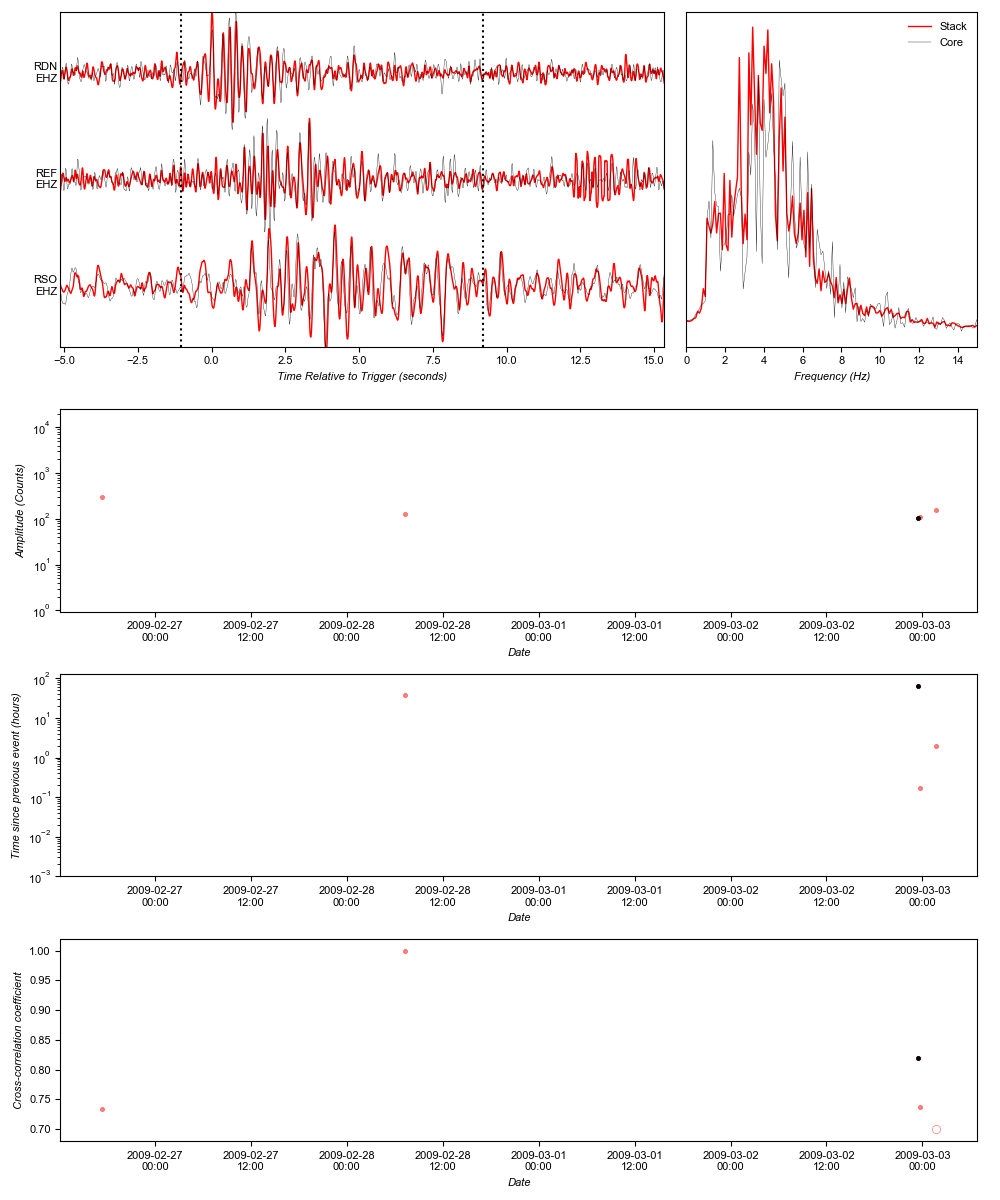 RDN
EHZ
REF
EHZ
RSO
EHZ
−5.0 −2.5 0.0 2.5 5.0 7.5 10.0 12.5 15.0
Time Relative to Trigger (seconds)
Stack
Core
0 2 4 6 8 10 12 14
Frequency (Hz)
10⁴
10³
10²
10¹
10⁰
Amplitude (Counts)
2009-02-27 2009-02-27 2009-02-28 2009-02-28 2009-03-01 2009-03-01 2009-03-02 2009-03-02 2009-03-03
00:00 12:00 00:00 12:00 00:00 12:00 00:00 12:00 00:00
Date
10²
10¹
10⁰
10⁻¹
10⁻²
10⁻³
Time since previous event (hours)
2009-02-27 2009-02-27 2009-02-28 2009-02-28 2009-03-01 2009-03-01 2009-03-02 2009-03-02 2009-03-03
00:00 12:00 00:00 12:00 00:00 12:00 00:00 12:00 00:00
Date
1.00
0.95
0.90
0.85
0.80
0.75
0.70
Cross-correlation coefficient
2009-02-27 2009-02-27 2009-02-28 2009-02-28 2009-03-01 2009-03-01 2009-03-02 2009-03-02 2009-03-03
00:00 12:00 00:00 12:00 00:00 12:00 00:00 12:00 00:00
Date